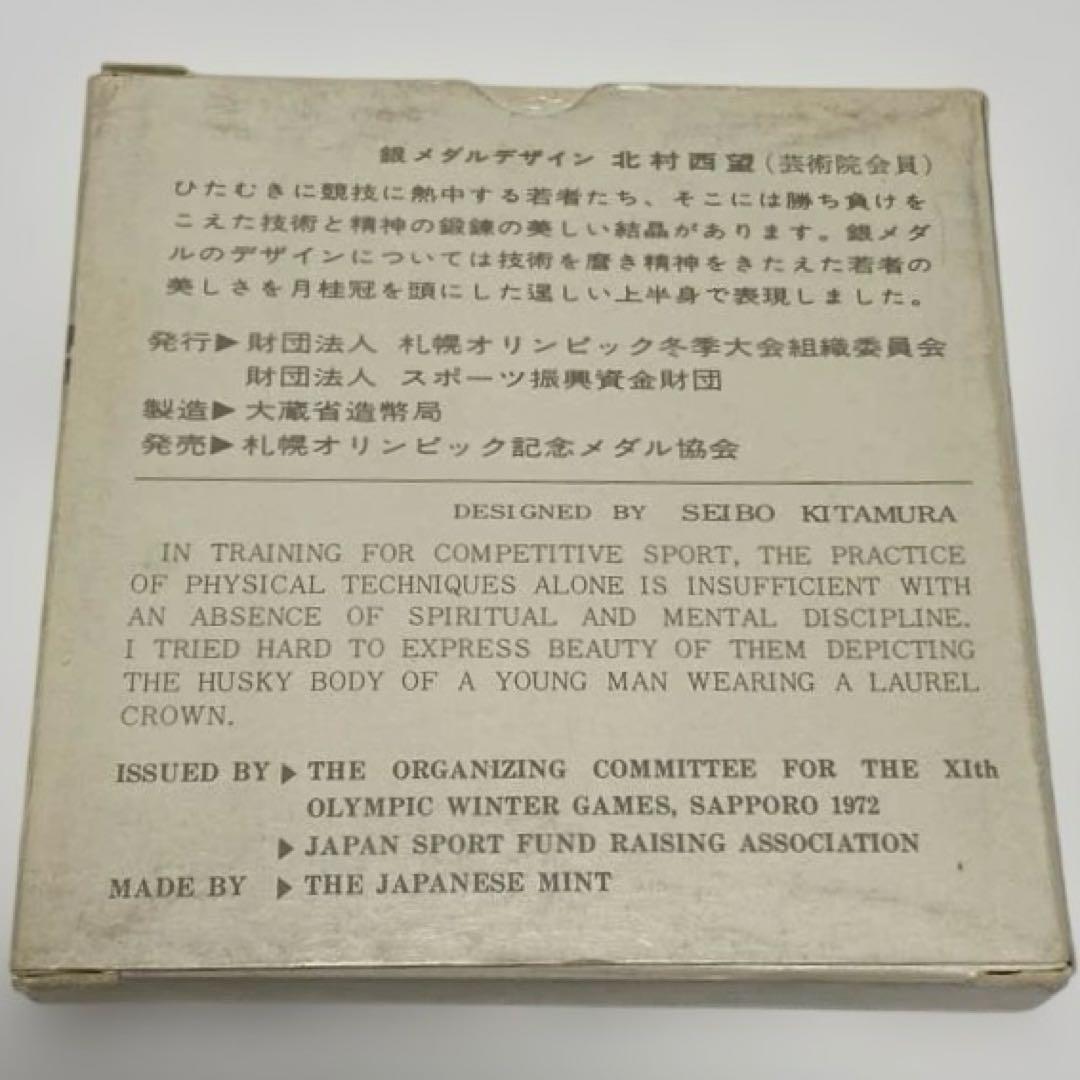 銀メダルデザイン 北村西望(芸術院会員)
ひたむきに競技に熱中する若者たち、そこには勝ち負けを
こえた技術と精神の鍛錬の美しい結晶があります。銀メダ
ルのデザインについては技術を磨き精神をきたえた若者の
美しさを月桂冠を頭にした逞しい上半身で表現しました。
発行▶財団法人 札幌オリンピック冬季大会組織委員会
財団法人 スポーツ振興資金財団
製造▶大蔵省造幣局
発売▶札幌オリンピック記念メダル協会
DESIGNED BY SEIBO KITAMURA
IN TRAINING FOR COMPETITIVE SPORT, THE PRACTICE
OF PHYSICAL TECHNIQUES ALONE IS INSUFFICIENT WITH
AN ABSENCE OF SPIRITUAL AND MENTAL DISCIPLINE.
I TRIED HARD TO EXPRESS BEAUTY OF THEM DEPICTING
THE HUSKY BODY OF A YOUNG MAN WEARING A LAUREL
CROWN.
ISSUED BY ▶ THE ORGANIZING COMMITTEE FOR THE XIth
OLYMPIC WINTER GAMES, SAPPORO 1972
▶ JAPAN SPORT FUND RAISING ASSOCIATION
MADE BY ▶ THE JAPANESE MINT